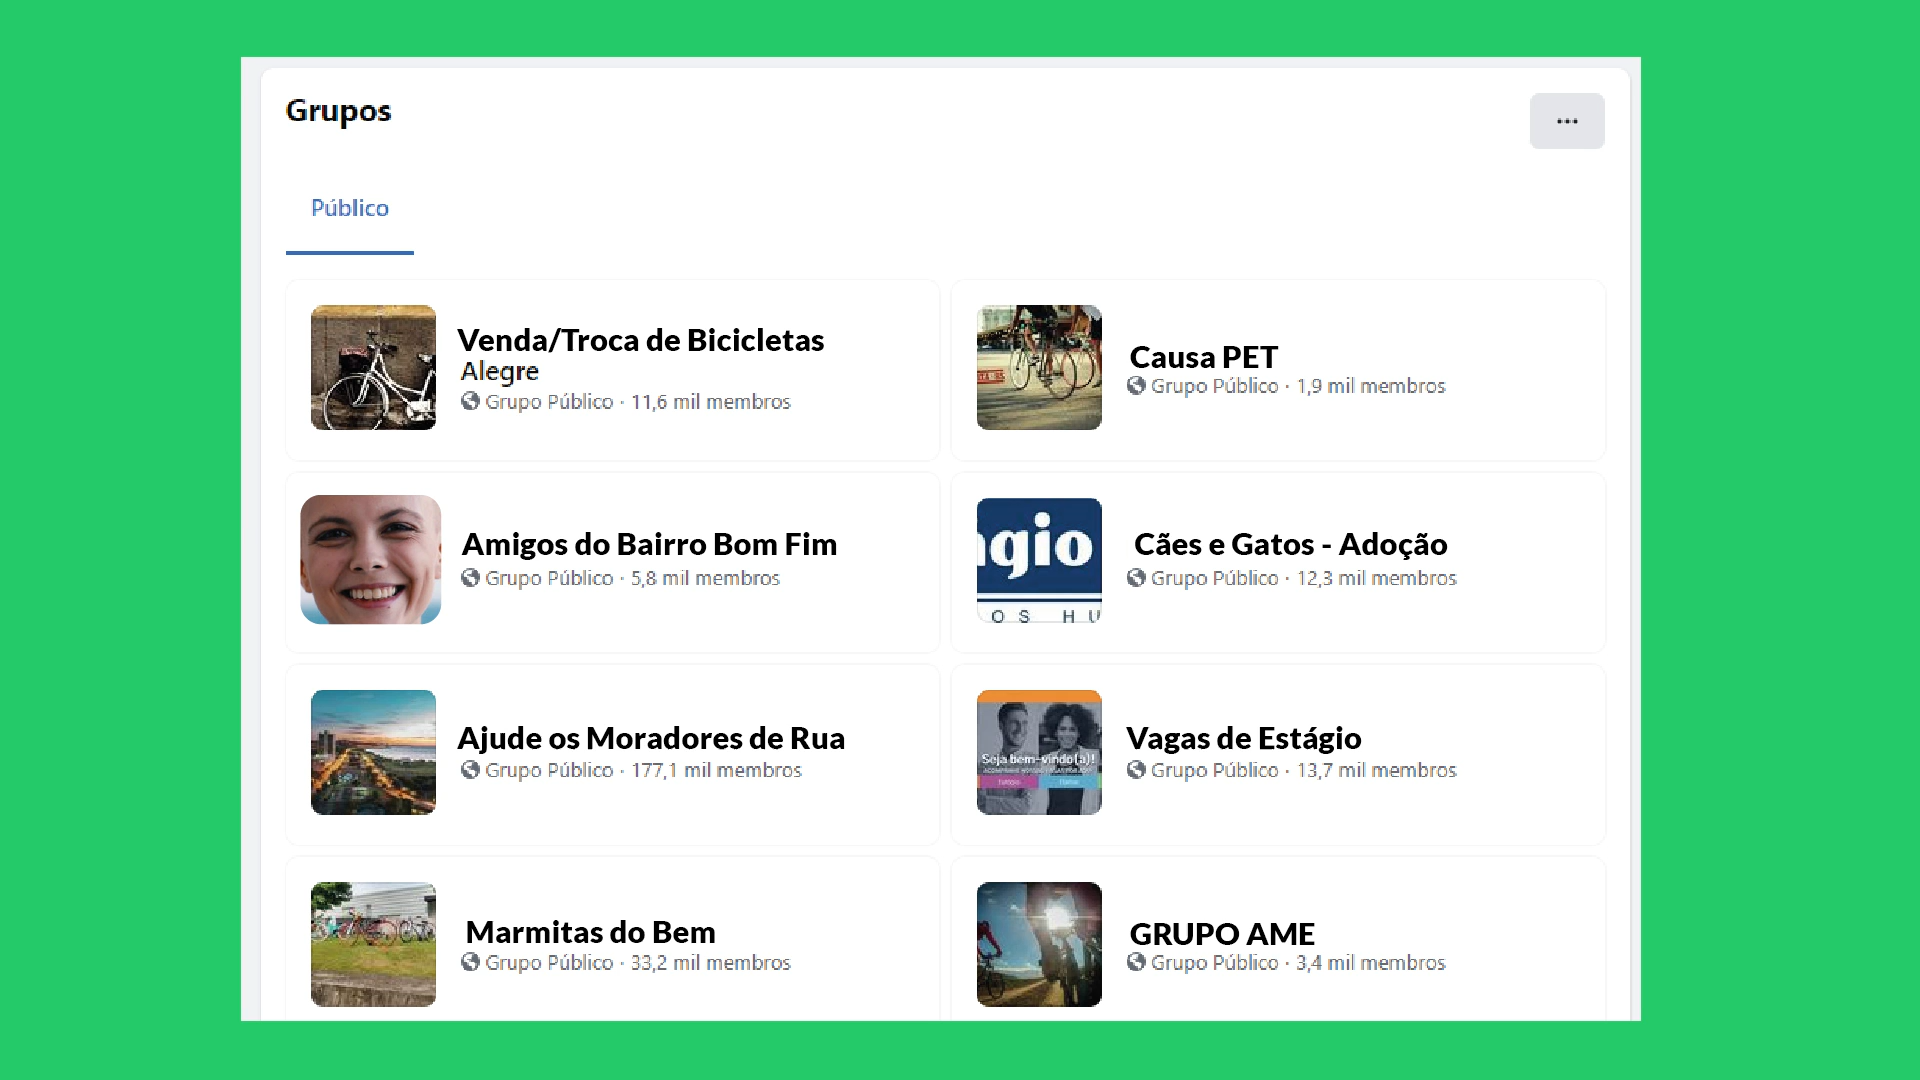 Grupos
...
Público
Venda/Troca de Bicicletas
Alegre
Grupo Público · 11,6 mil membros
Causa PET
Grupo Público · 1,9 mil membros
Amigos do Bairro Bom Fim
Grupo Público · 5,8 mil membros
ágio
OS HU
Cães e Gatos - Adoção
Grupo Público · 12,3 mil membros
Ajude os Moradores de Rua
Grupo Público · 177,1 mil membros
Seja bem-vindo(a)!
Vagas de Estágio
Grupo Público · 13,7 mil membros
Marmitas do Bem
Grupo Público · 33,2 mil membros
GRUPO AME
Grupo Público · 3,4 mil membros